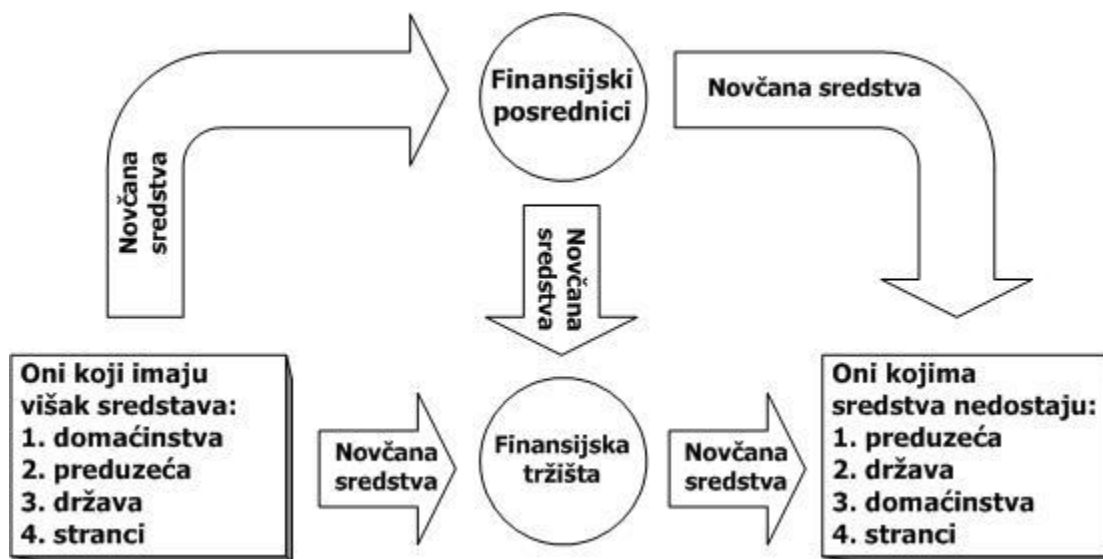 Finansijski
posrednici
Novčana sredstva
Novčana
sredstva
Novčana
sredstva
Oni koji imaju
višak sredstava:
1. domaćinstva
2. preduzeća
3. država
4. stranci
Novčana
sredstva
Finansijska
tržišta
Novčana
sredstva
Oni kojima
sredstva nedostaju:
1. preduzeća
2. država
3. domaćinstva
4. stranci